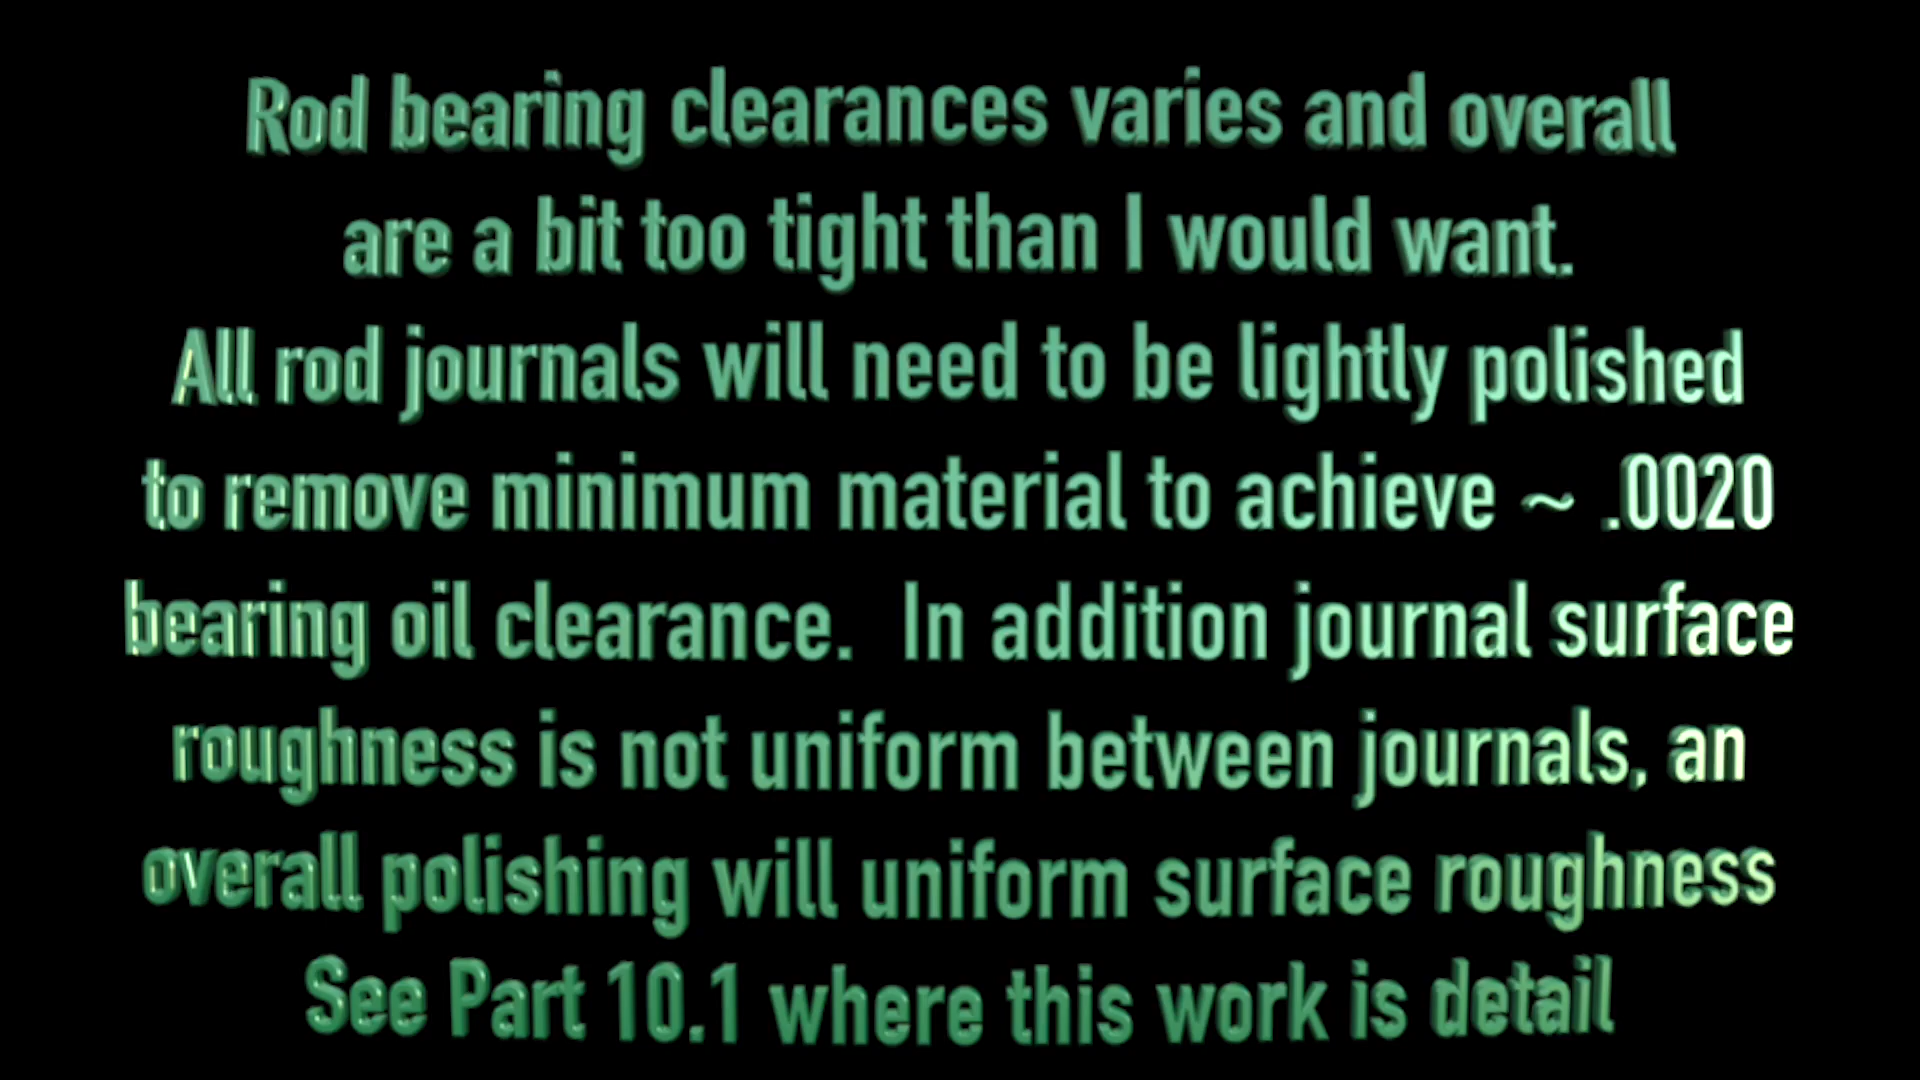 Rod bearing clearances varies and overall
are a bit too tight than I would want.
All rod journals will need to be lightly polished
to remove minimum material to achieve ~ .0020
bearing oil clearance.  In addition journal surface
roughness is not uniform between journals, an
overall polishing will uniform surface roughness
See Part 10.1 where this work is detail